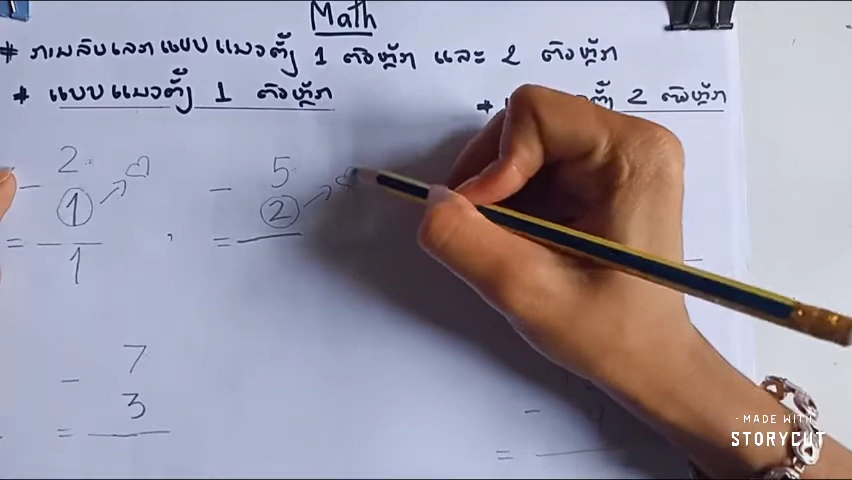 Math
* ການລົບເລກແບບແນວຕັ້ງ 1 ຕົວຫຼັກ ແລະ 2 ຕົວຫຼັກ
* ແບບແນວຕັ້ງ 1 ຕົວຫຼັກ
* ຕັ້ງ 2 ຕົວຫຼັກ
2
- 1
=
1
,
5
- 2
=
7
- 3
=
-
=
- MADE WITH -
STORYCUT